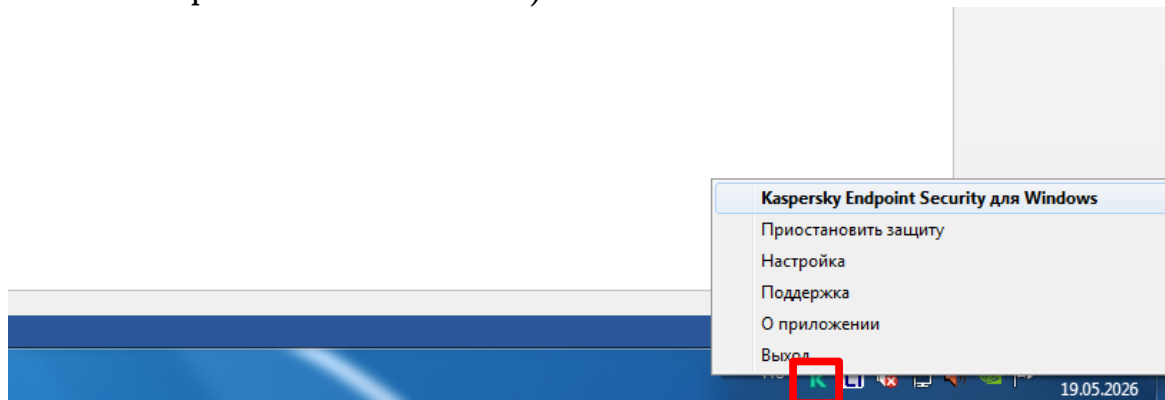 Kaspersky Endpoint Security для Windows
Приостановить защиту
Настройка
Поддержка
О приложении
Выход
19.05.2026